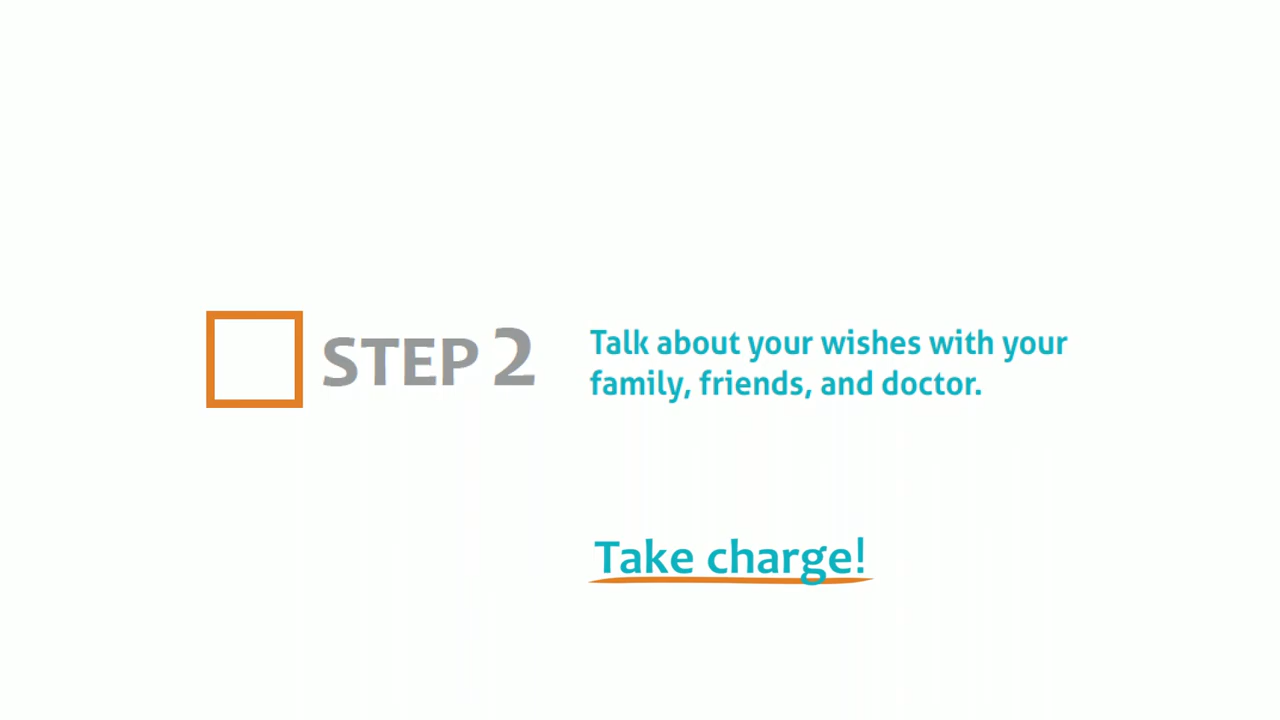 STEP 2
Talk about your wishes with your
family, friends, and doctor.
Take charge!